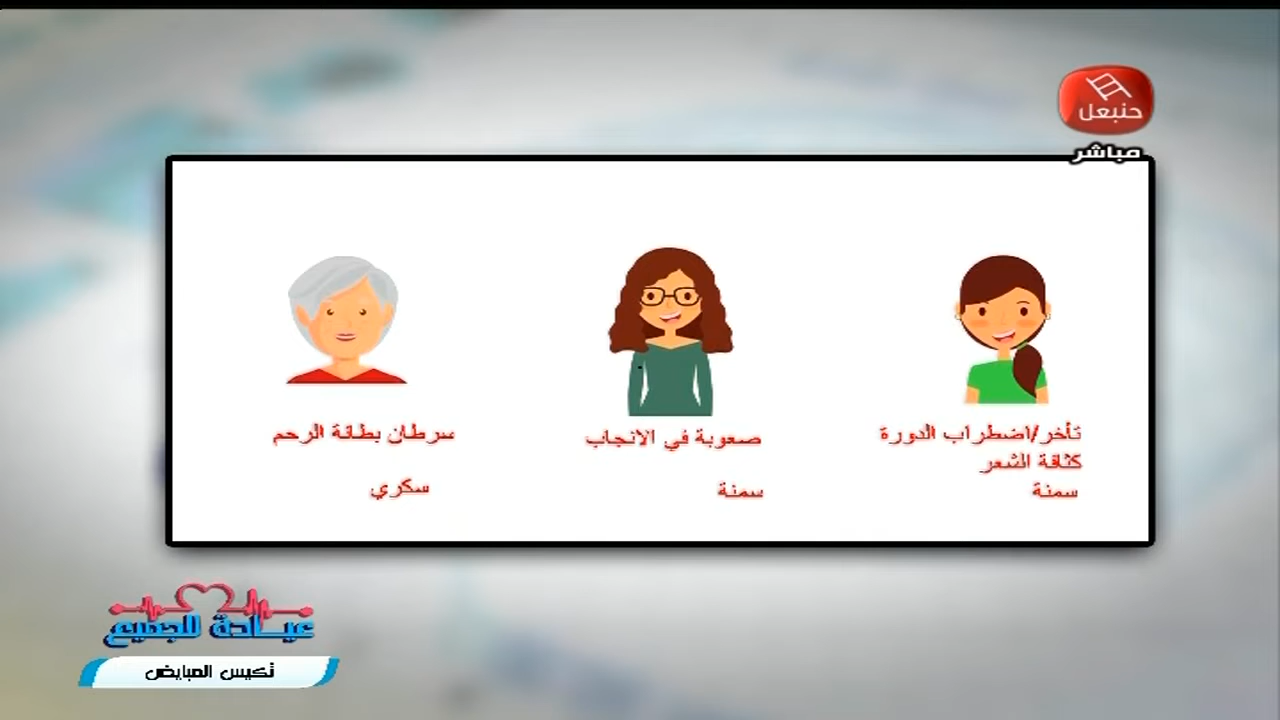 حنبعل
مباشر
تأخر/اضطراب الدورة
كثافة الشعر
سمنة
صعوبة في الانجاب
سمنة
سرطان بطانة الرحم
سكري
عيادة للجميع
تكيس المبايض